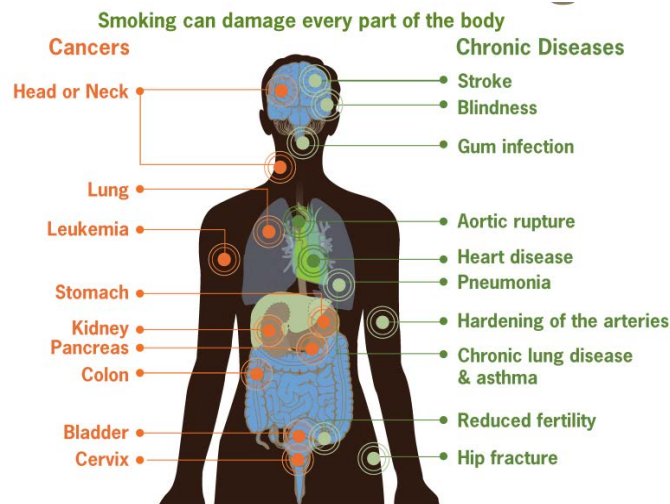 Smoking can damage every part of the body
Cancers
Head or Neck
Lung
Leukemia
Stomach
Kidney
Pancreas
Colon
Bladder
Cervix
Chronic Diseases
Stroke
Blindness
Gum infection
Aortic rupture
Heart disease
Pneumonia
Hardening of the arteries
Chronic lung disease
& asthma
Reduced fertility
Hip fracture